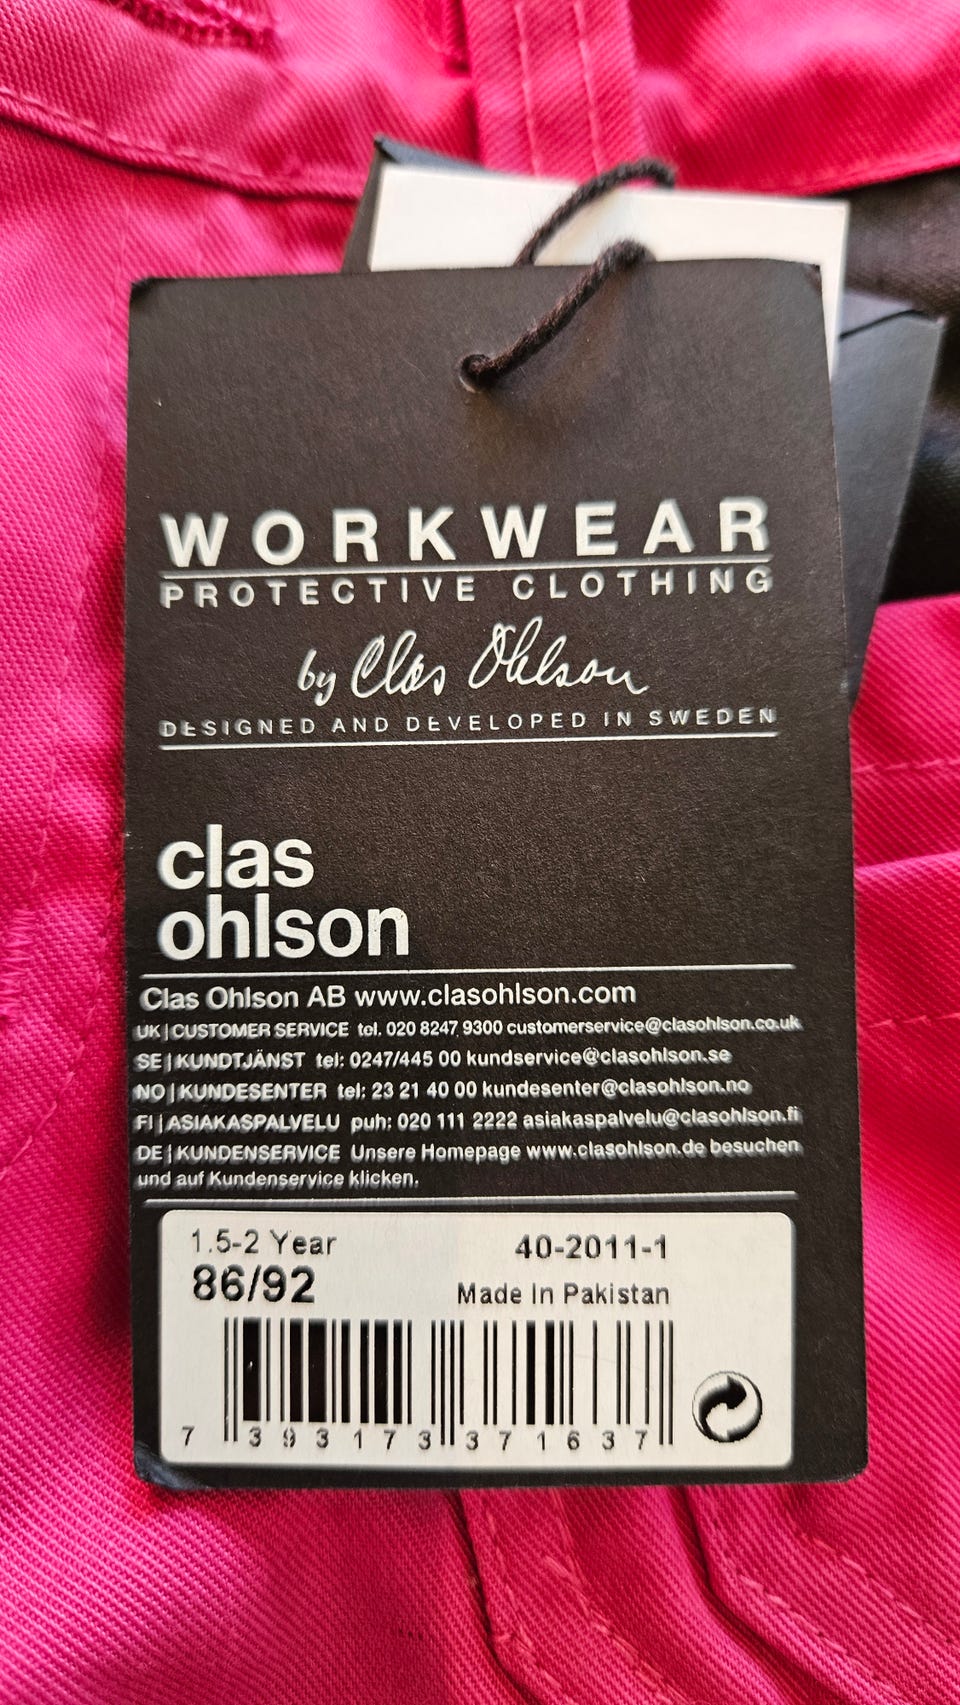 WORKWEAR
PROTECTIVE CLOTHING
by Clas Ohlson
DESIGNED AND DEVELOPED IN SWEDEN
clas
ohlson
Clas Ohlson AB www.clasohlson.com
UK | CUSTOMER SERVICE tel. 020 8247 9300 customerservice@clasohlson.co.uk
SE | KUNDTJÄNST tel: 0247/445 00 kundservice@clasohlson.se
NO | KUNDESENTER tel: 23 21 40 00 kundesenter@clasohlson.no
FI | ASIAKASPALVELU puh: 020 111 2222 asiakaspalvelu@clasohlson.fi
DE | KUNDENSERVICE Unsere Homepage www.clasohlson.de besuchen
und auf Kundenservice klicken.
1.5-2 Year 40-2011-1
86/92 Made In Pakistan
7 393173 371637